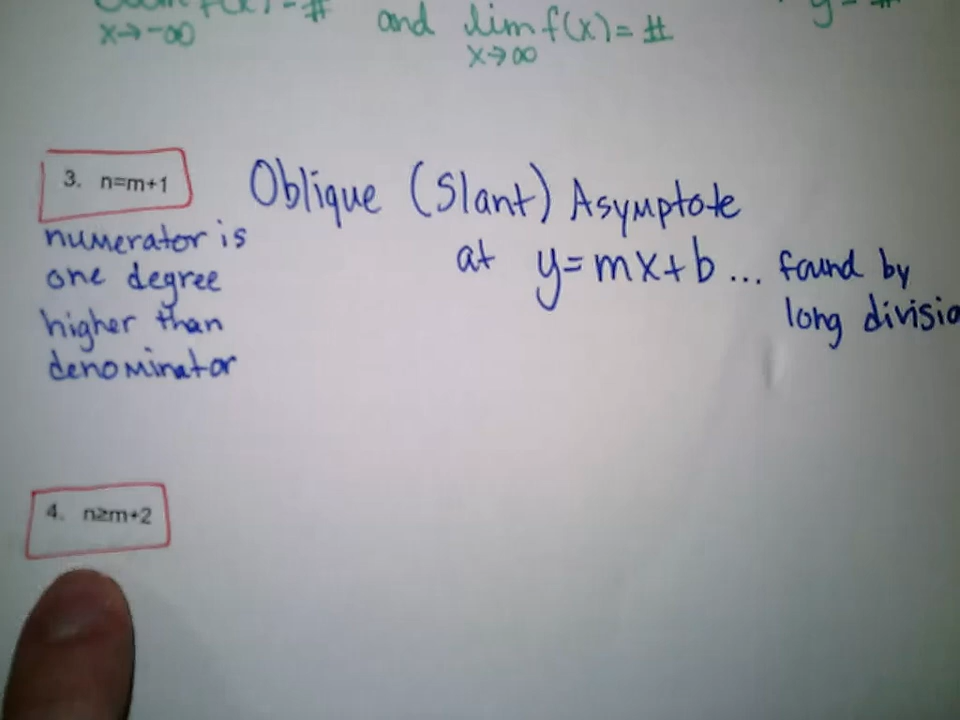 f(x)=#
x→-∞
and lim f(x)=#
x→∞
y=#
3. n=m+1
Oblique (Slant) Asymptote
at y=mx+b... found by
long divisio
numerator is
one degree
higher than
denominator
4. n≥m+2